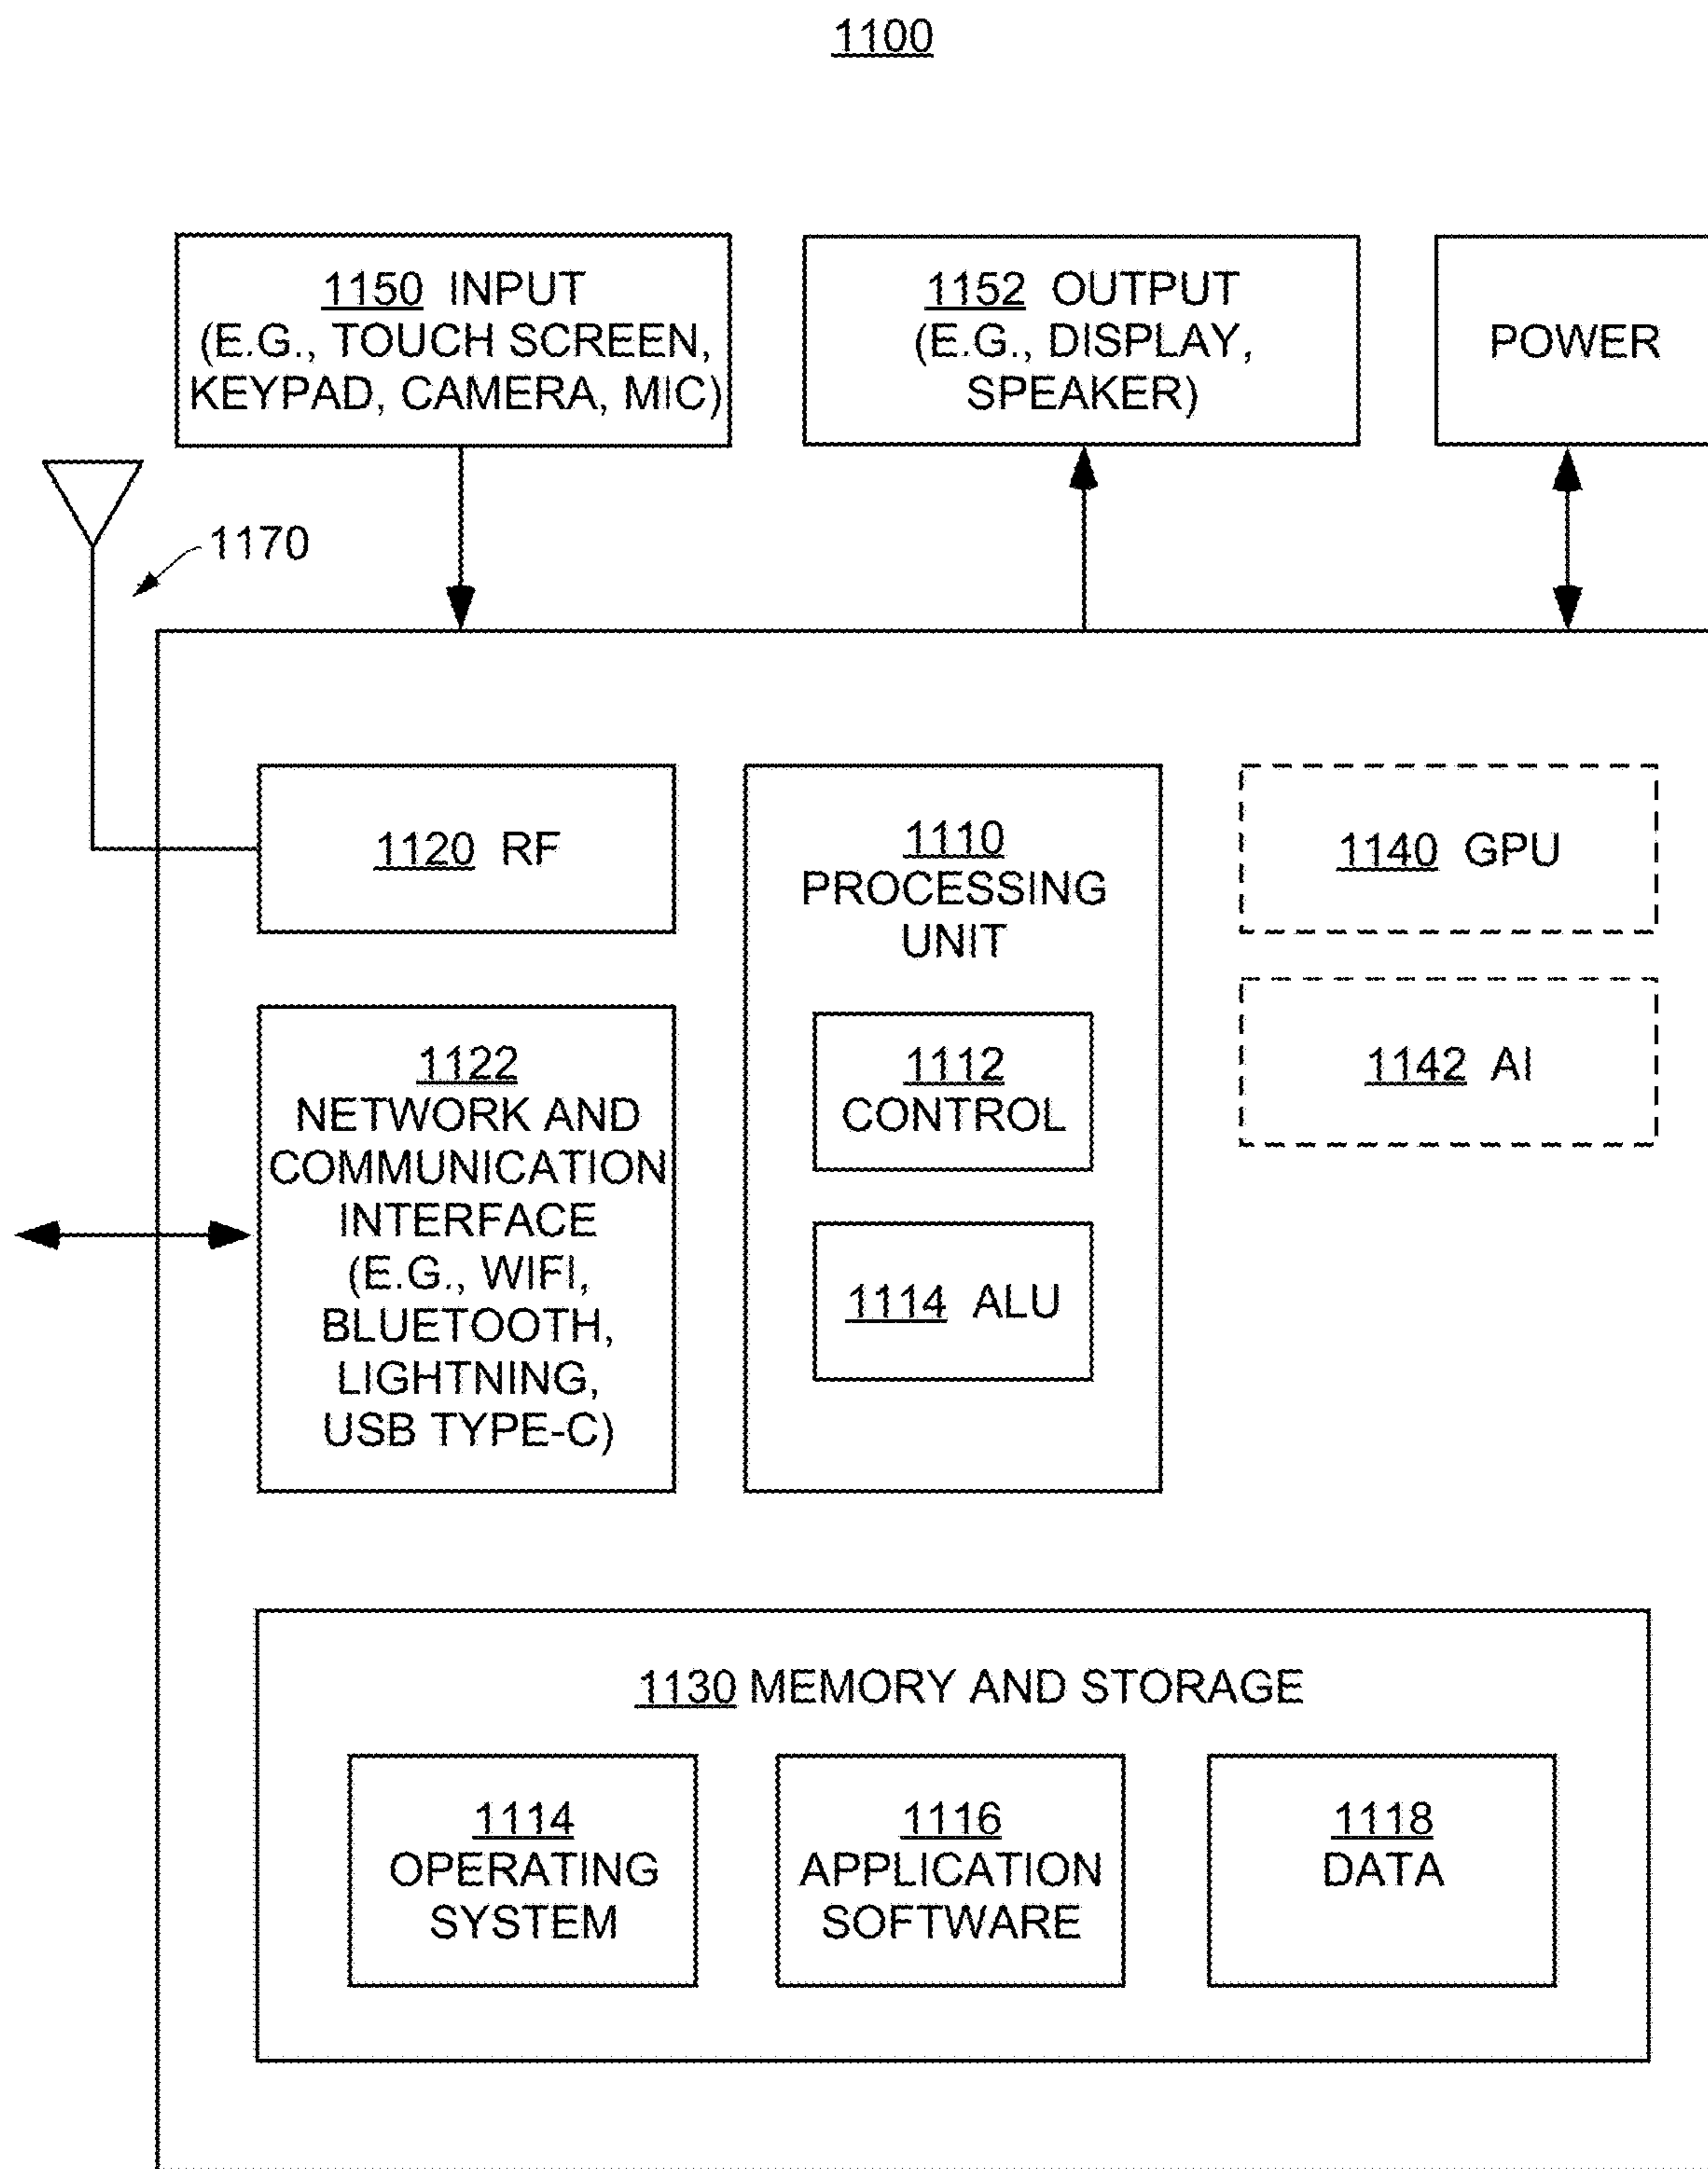 1100
1150 INPUT
(E.G., TOUCH SCREEN,
KEYPAD, CAMERA, MIC)
1152 OUTPUT
(E.G., DISPLAY,
SPEAKER)
POWER
1170
1120 RF
1110
PROCESSING
UNIT
1140 GPU
1122
NETWORK AND
COMMUNICATION
INTERFACE
(E.G., WIFI,
BLUETOOTH,
LIGHTNING,
USB TYPE-C)
1112
CONTROL
1142 AI
1114 ALU
1130 MEMORY AND STORAGE
1114
OPERATING
SYSTEM
1116
APPLICATION
SOFTWARE
1118
DATA